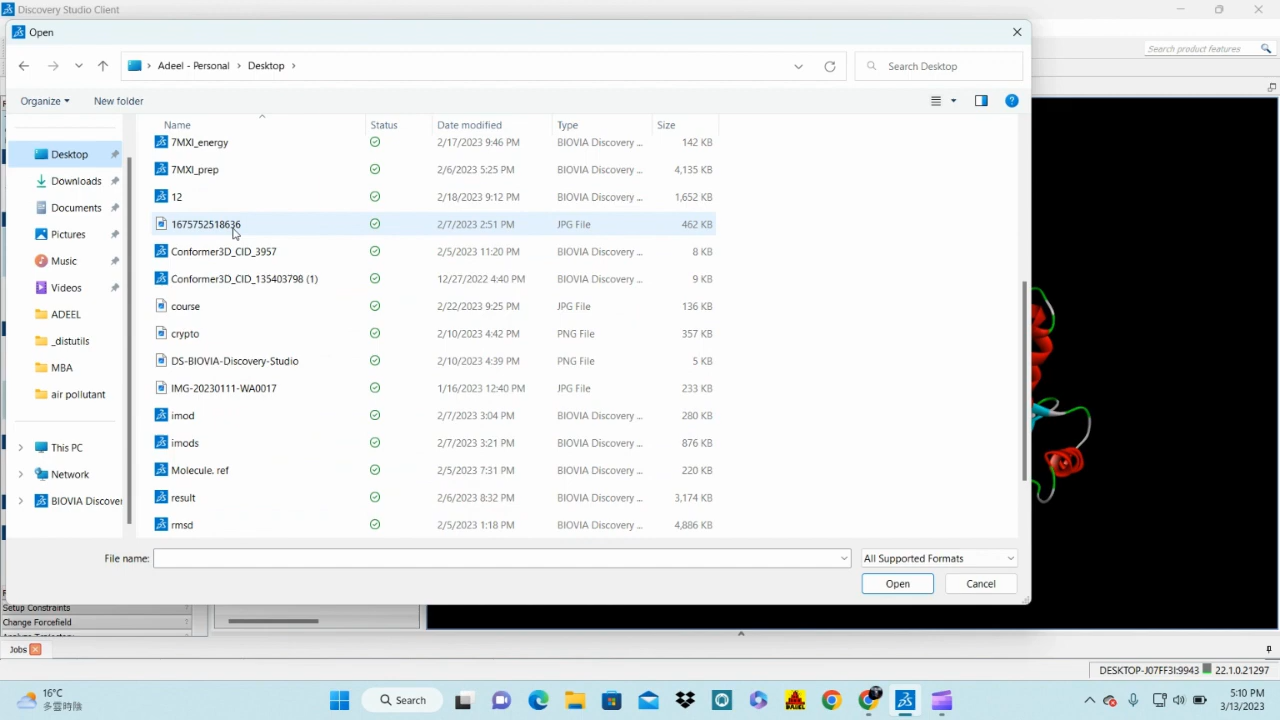 Discovery Studio Client
Open
Search product features
Adeel - Personal
Desktop
Search Desktop
Organize
New folder
Name
Status
Date modified
Type
Size
Desktop
Downloads
Documents
Pictures
Music
Videos
ADEEL
_distutils
MBA
air pollutant
This PC
Network
BIOVIA Discover
7MXI_energy 2/17/2023 9:46 PM BIOVIA Discovery ... 142 KB
7MXI_prep 2/6/2023 5:25 PM BIOVIA Discovery ... 4,135 KB
12 2/18/2023 9:12 PM BIOVIA Discovery ... 1,652 KB
1675752518636 2/7/2023 2:51 PM JPG File 462 KB
Conformer3D_CID_3957 2/5/2023 11:20 PM BIOVIA Discovery ... 8 KB
Conformer3D_CID_135403798 (1) 12/27/2022 4:40 PM BIOVIA Discovery ... 9 KB
course 2/22/2023 9:25 PM JPG File 136 KB
crypto 2/10/2023 4:42 PM PNG File 357 KB
DS-BIOVIA-Discovery-Studio 2/10/2023 4:39 PM PNG File 5 KB
IMG-20230111-WA0017 1/16/2023 12:40 PM JPG File 233 KB
imod 2/7/2023 3:04 PM BIOVIA Discovery ... 280 KB
imods 2/7/2023 3:21 PM BIOVIA Discovery ... 876 KB
Molecule. ref 2/5/2023 7:31 PM BIOVIA Discovery ... 220 KB
result 2/6/2023 8:32 PM BIOVIA Discovery ... 3,174 KB
rmsd 2/5/2023 1:18 PM BIOVIA Discovery ... 4,886 KB
File name:
All Supported Formats
Open
Cancel
Setup Constraints
Change Forcefield
Jobs
DESKTOP-J07FF3I:9943 22.1.0.21297
16°C
多雲時陰
Search
5:10 PM
3/13/2023